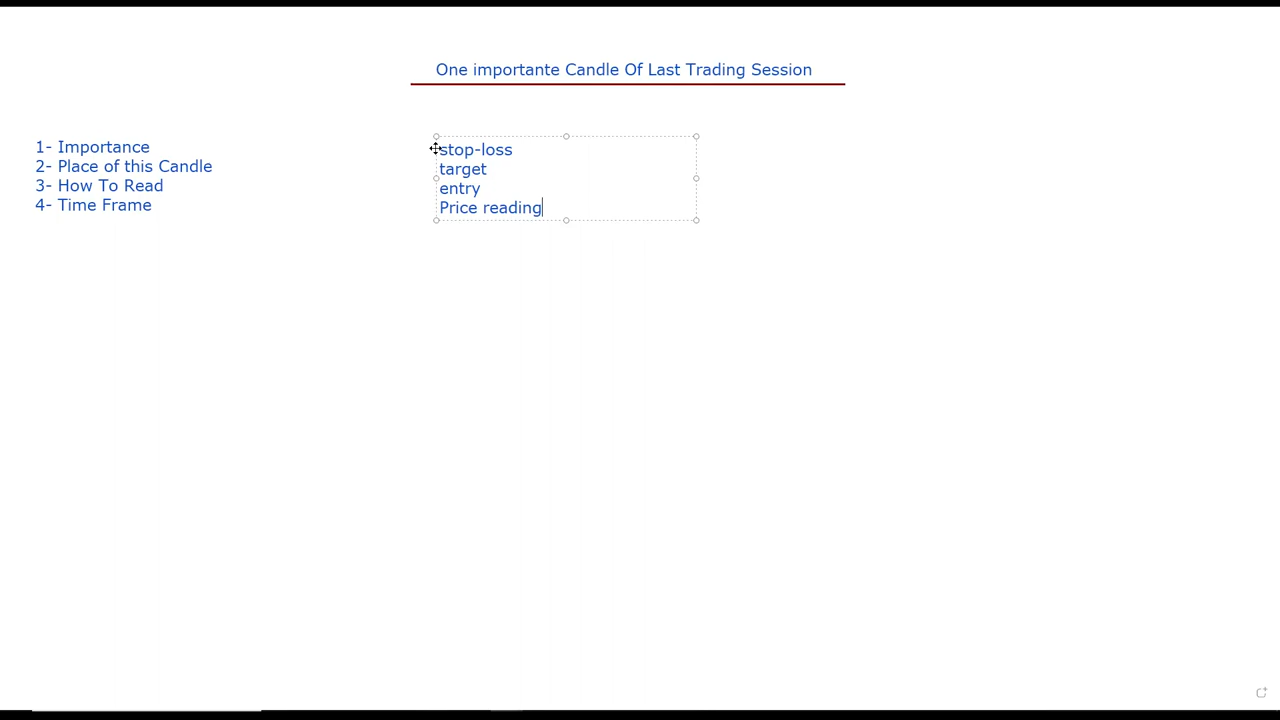 One importante Candle Of Last Trading Session
1- Importance
2- Place of this Candle
3- How To Read
4- Time Frame
stop-loss
target
entry
Price reading